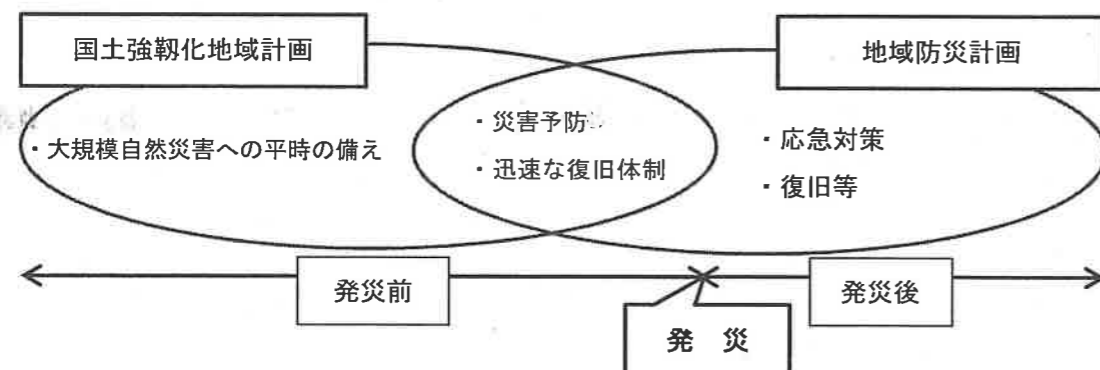 国土強靱化地域計画
地域防災計画
・大規模自然災害への平時の備え
・災害予防
・迅速な復旧体制
・応急対策
・復旧等
発災前
発災後
発 災